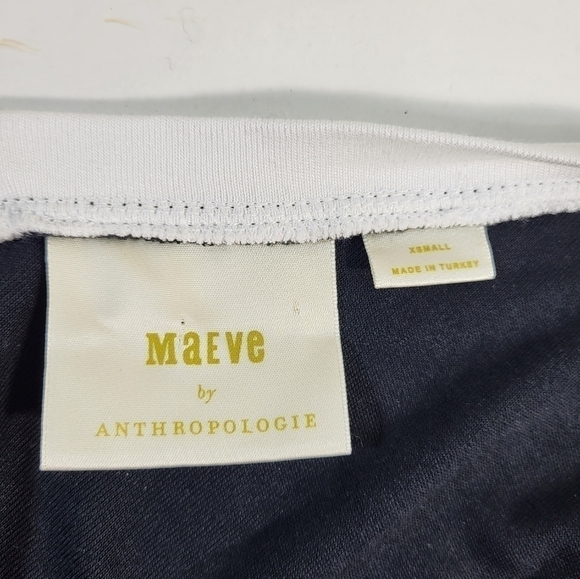 MaEVe
by
ANTHROPOLOGIE
XSMALL
MADE IN TURKEY